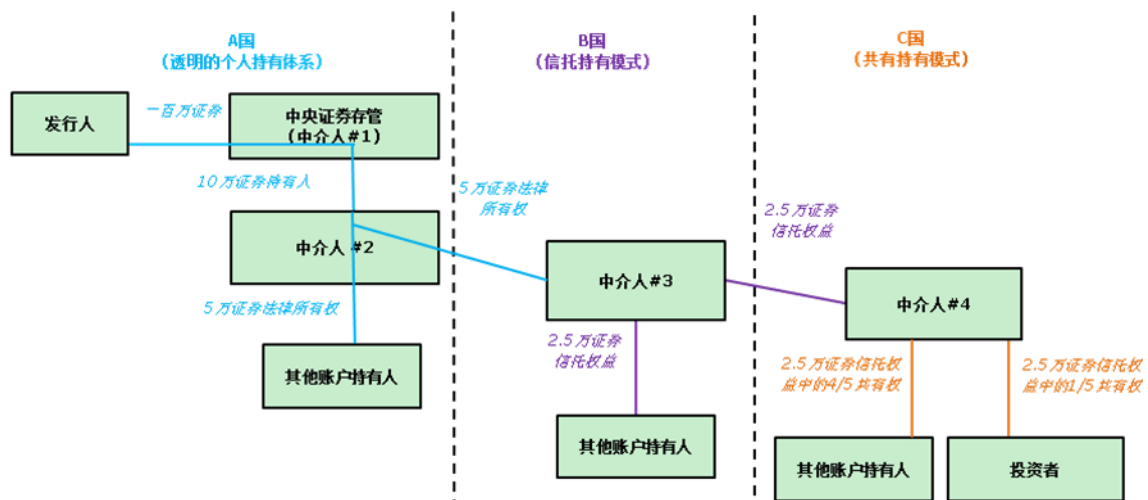 A国
(透明的个人持有体系)
B国
(信托持有模式)
C国
(共有持有模式)
发行人
一百万证券
中央证券存管
(中介人#1)
10万证券持有人
5万证券法律
所有权
2.5万证券
信托权益
中介人 #2
中介人#3
中介人#4
5万证券法律所有权
2.5万证券
信托权益
2.5万证券信托权
益中的4/5共有权
2.5万证券信托权
益中的1/5共有权
其他账户持有人
其他账户持有人
其他账户持有人
投资者